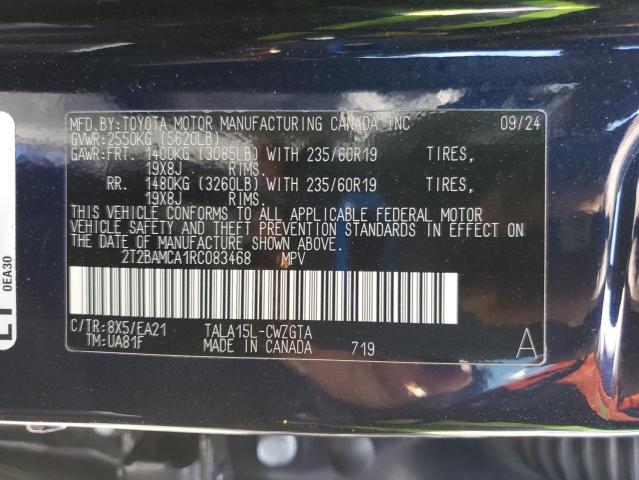 MFD.BY:TOYOTA MOTOR MANUFACTURING CANADA INC 09/24
GVWR:2550KG (5620LB)
GAWR:FRT. 1400KG (3085LB) WITH 235/60R19 TIRES,
19X8J RIMS.
RR. 1480KG (3260LB) WITH 235/60R19 TIRES,
19X8J RIMS.
THIS VEHICLE CONFORMS TO ALL APPLICABLE FEDERAL MOTOR
VEHICLE SAFETY AND THEFT PREVENTION STANDARDS IN EFFECT ON
THE DATE OF MANUFACTURE SHOWN ABOVE.
2T2BAMCA1RC083468 MPV
C/TR:8X5/EA21 TALA15L-CWZGTA
TM:UA81F MADE IN CANADA 719 A
0EA30